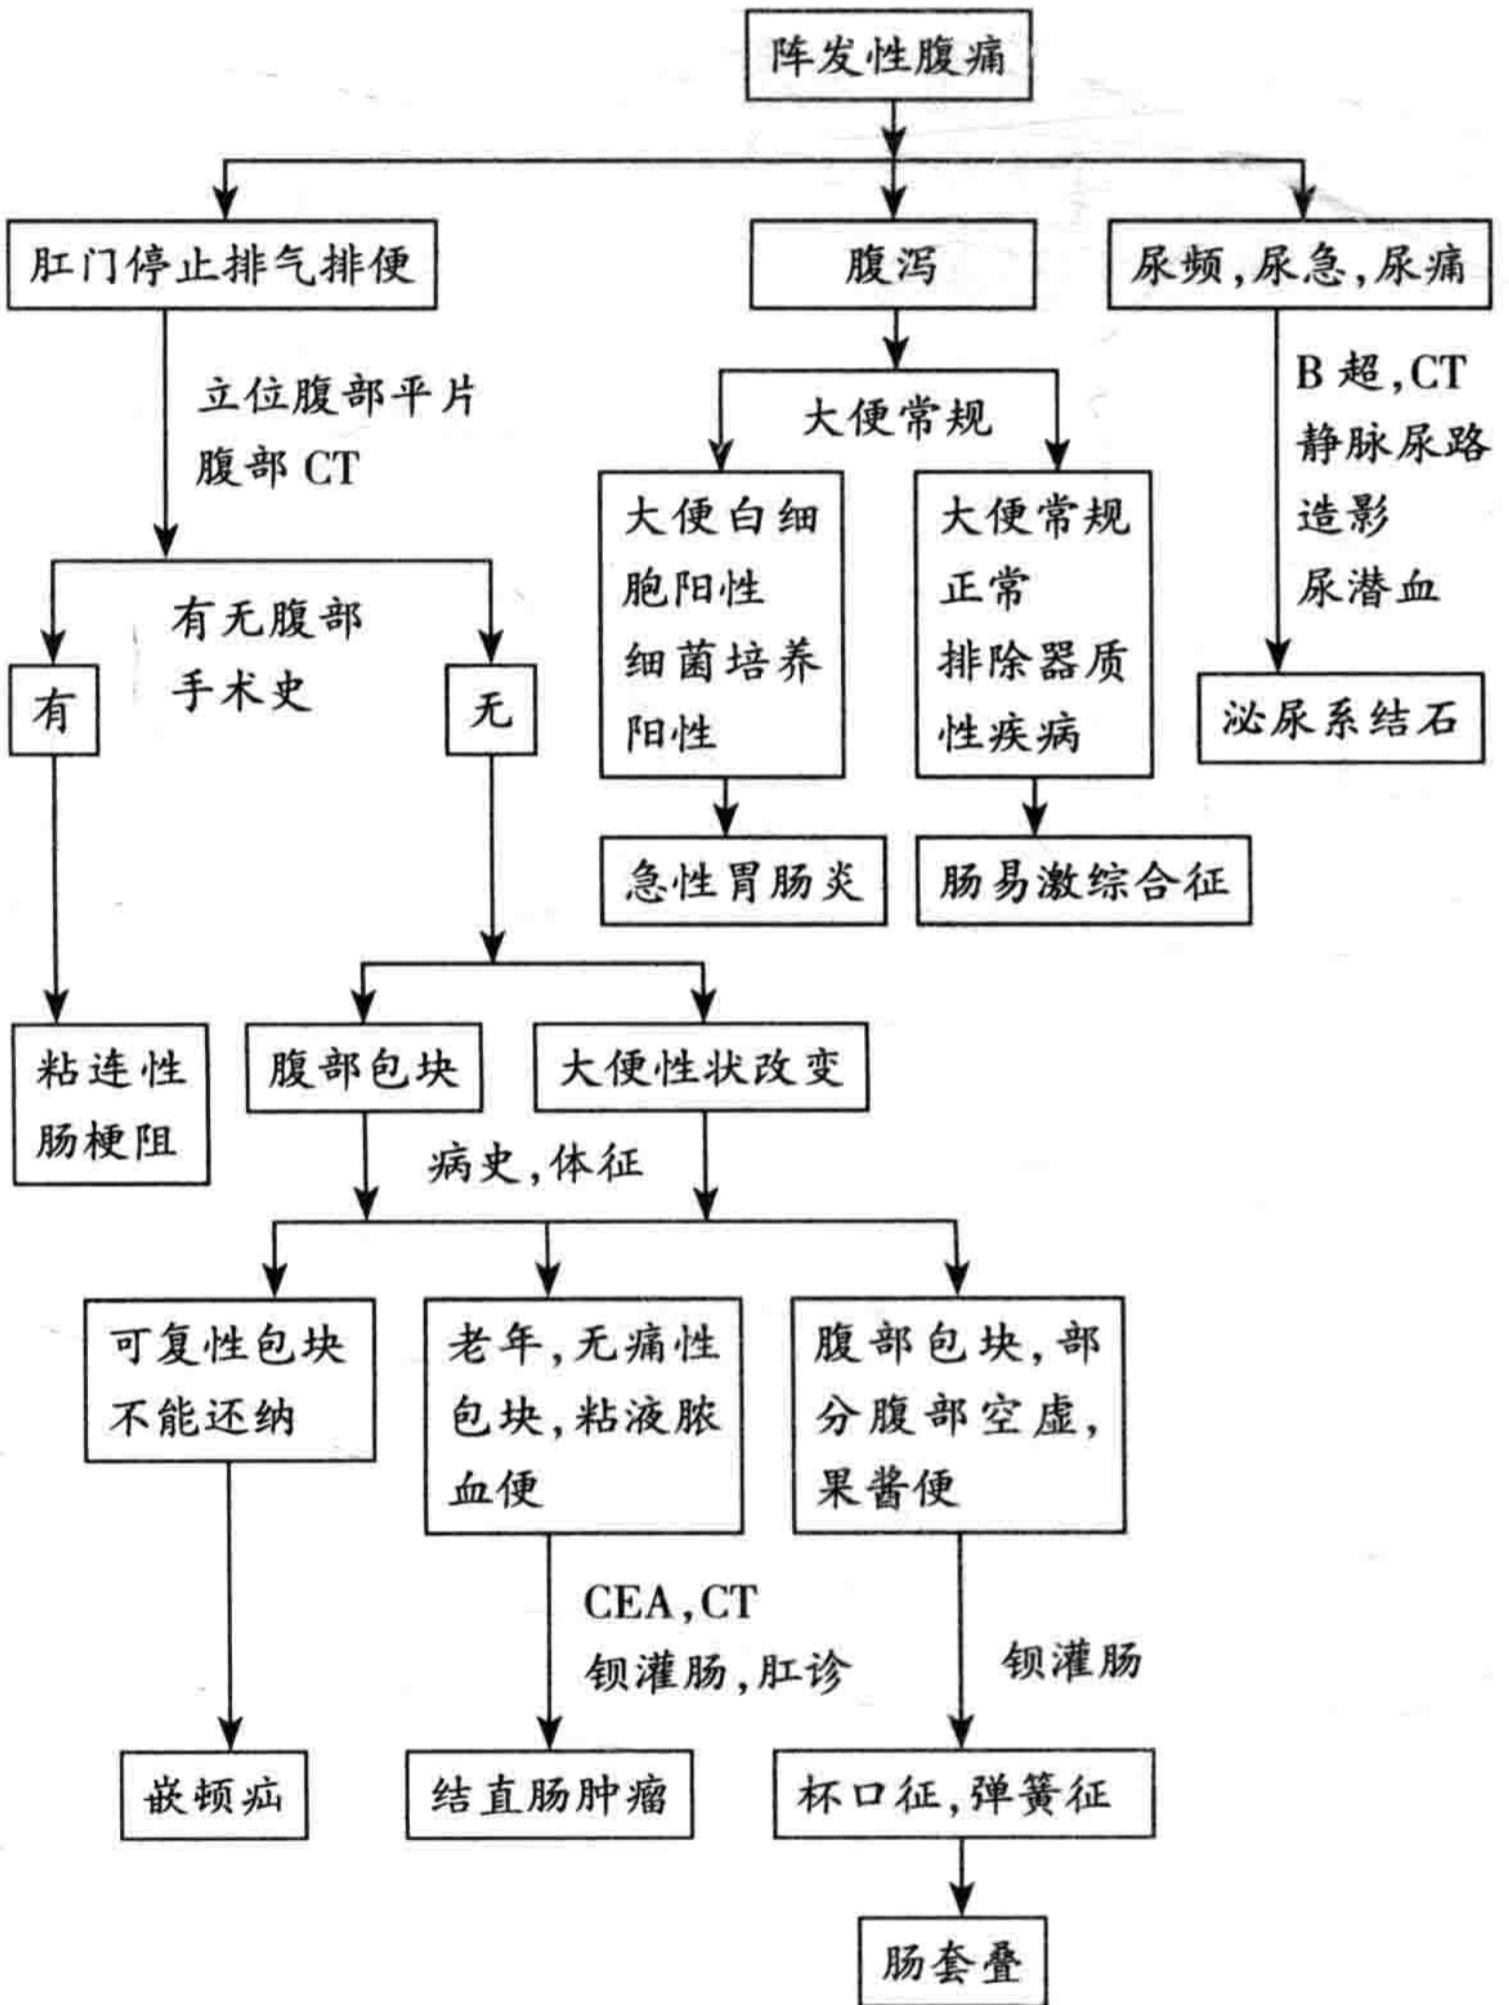 阵发性腹痛
肛门停止排气排便
腹泻
尿频,尿急,尿痛
立位腹部平片
腹部 CT
大便常规
B 超,CT
静脉尿路
造影
尿潜血
有无腹部
手术史
有
无
大便白细
胞阳性
细菌培养
阳性
大便常规
正常
排除器质
性疾病
泌尿系结石
急性胃肠炎
肠易激综合征
粘连性
肠梗阻
腹部包块
大便性状改变
病史,体征
可复性包块
不能还纳
老年,无痛性
包块,粘液脓
血便
腹部包块,部
分腹部空虚,
果酱便
CEA,CT
钡灌肠,肛诊
钡灌肠
嵌顿疝
结直肠肿瘤
杯口征,弹簧征
肠套叠